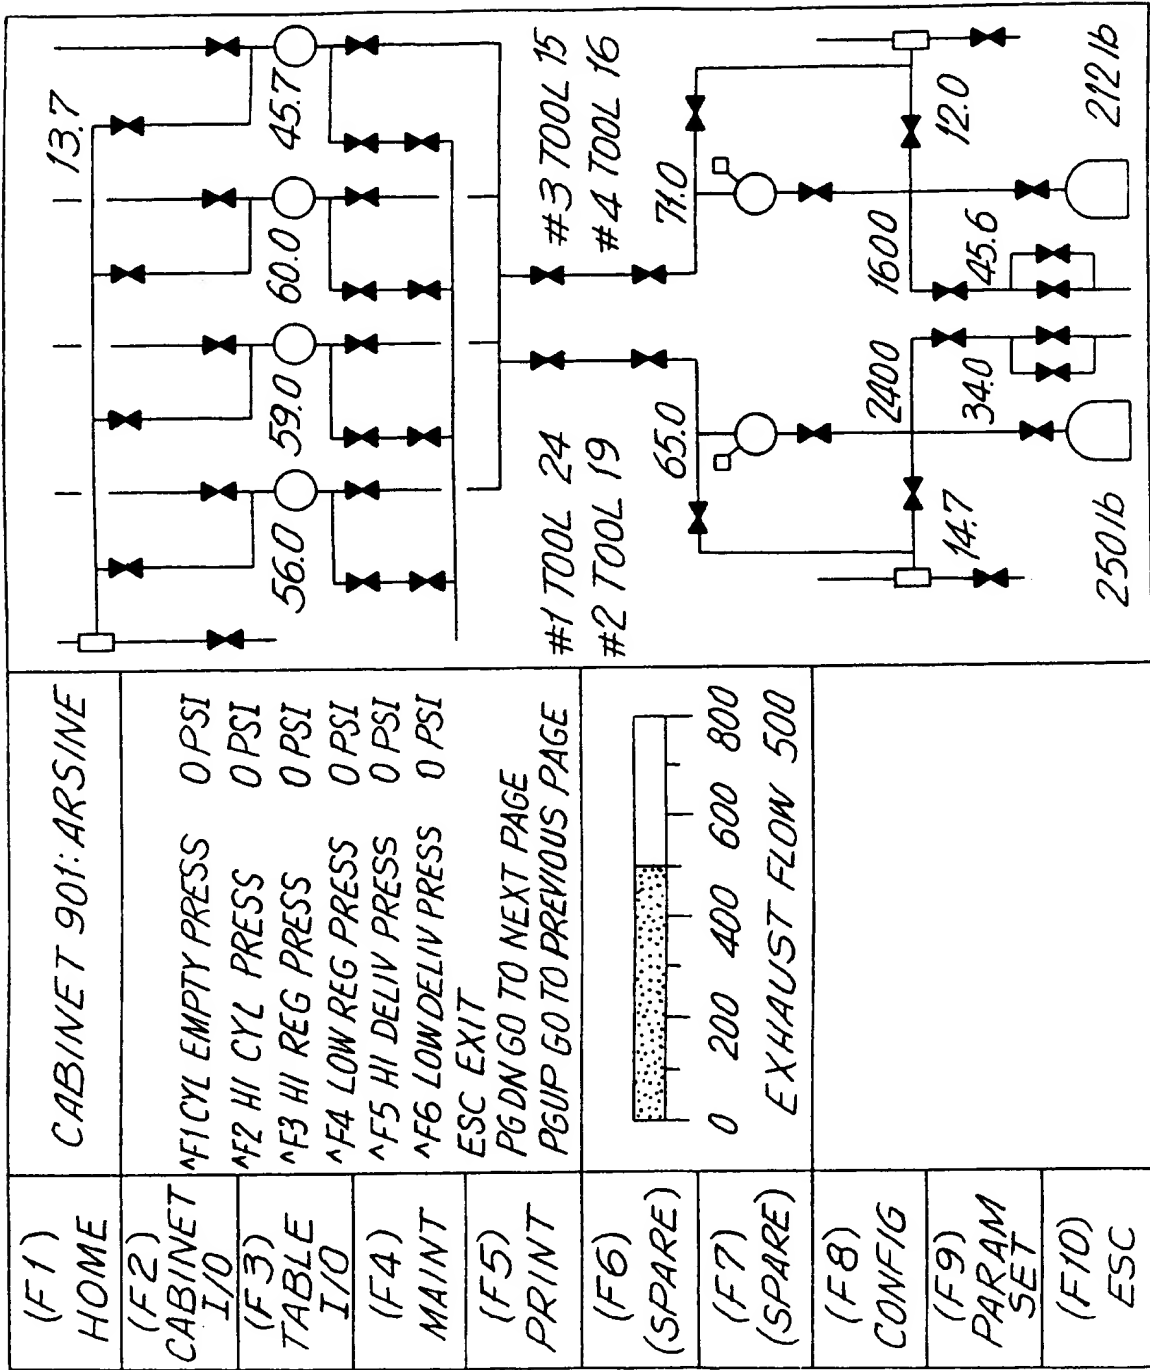 (F1)
HOME
(F2)
CABINET
I/O
(F3)
TABLE
I/O
(F4)
MAINT
(F5)
PRINT
(F6)
(SPARE)
(F7)
(SPARE)
(F8)
CONFIG
(F9)
PARAM
SET
(F10)
ESC
CABINET 901: ARSINE
^F1 CYL EMPTY PRESS 0 PSI
^F2 HI CYL PRESS 0 PSI
^F3 HI REG PRESS 0 PSI
^F4 LOW REG PRESS 0 PSI
^F5 HI DELIV PRESS 0 PSI
^F6 LOW DELIV PRESS 0 PSI
ESC EXIT
PGDN GO TO NEXT PAGE
PGUP GO TO PREVIOUS PAGE
0 200 400 600 800
EXHAUST FLOW 500
13.7
56.0 59.0 60.0 45.7
#1 TOOL 24
#2 TOOL 19
#3 TOOL 15
#4 TOOL 16
65.0 71.0
2400 1600
14.7 34.0 45.6 12.0
250 lb 212 lb